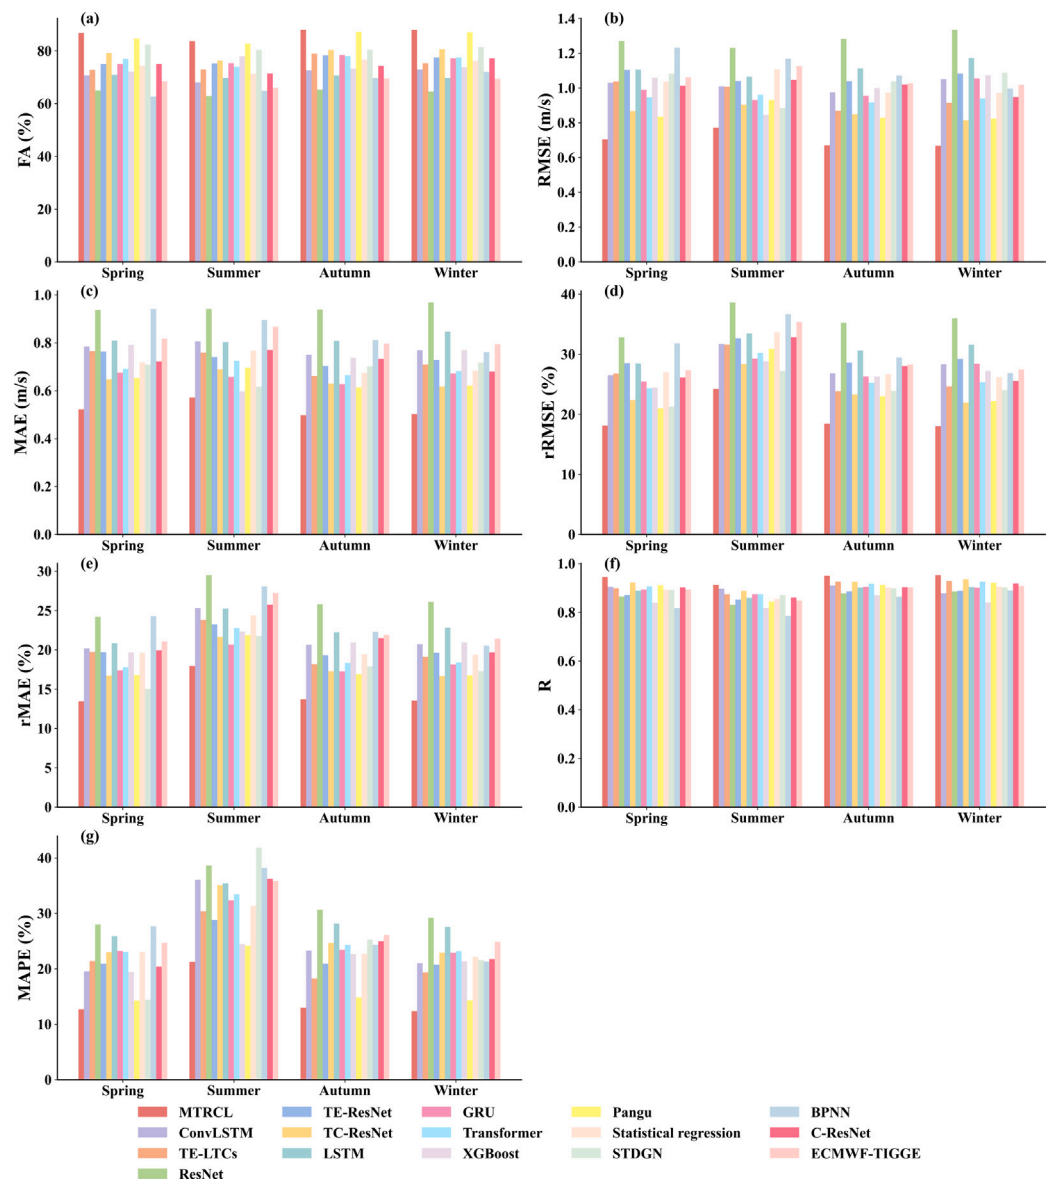 (a)
FA (%)
80
60
40
20
0
Spring Summer Autumn Winter
(b)
RMSE (m/s)
1.4
1.2
1.0
0.8
0.6
0.4
0.2
0.0
Spring Summer Autumn Winter
(c)
MAE (m/s)
1.0
0.8
0.6
0.4
0.2
0.0
Spring Summer Autumn Winter
(d)
rRMSE (%)
40
30
20
10
0
Spring Summer Autumn Winter
(e)
rMAE (%)
30
25
20
15
10
5
0
Spring Summer Autumn Winter
(f)
R
1.0
0.8
0.6
0.4
0.2
0.0
Spring Summer Autumn Winter
(g)
MAPE (%)
40
30
20
10
0
Spring Summer Autumn Winter
MTRCL TE-ResNet GRU Pangu BPNN
ConvLSTM TC-ResNet Transformer Statistical regression C-ResNet
TE-LTCs LSTM XGBoost STDGN ECMWF-TIGGE
ResNet